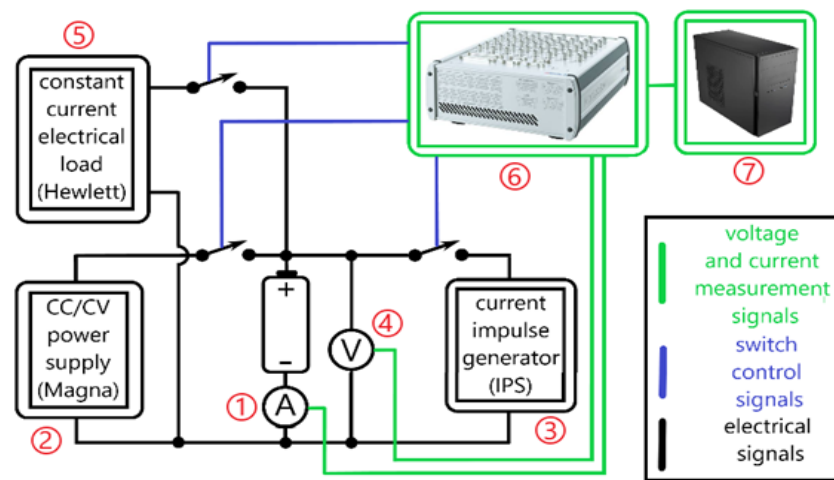 ⑤
constant
current
electrical
load
(Hewlett)
⑥
⑦
CC/CV
power
supply
(Magna)
②
+
−
①
A
④
V
current
impulse
generator
(IPS)
③
voltage
and current
measurement
signals
switch
control
signals
electrical
signals